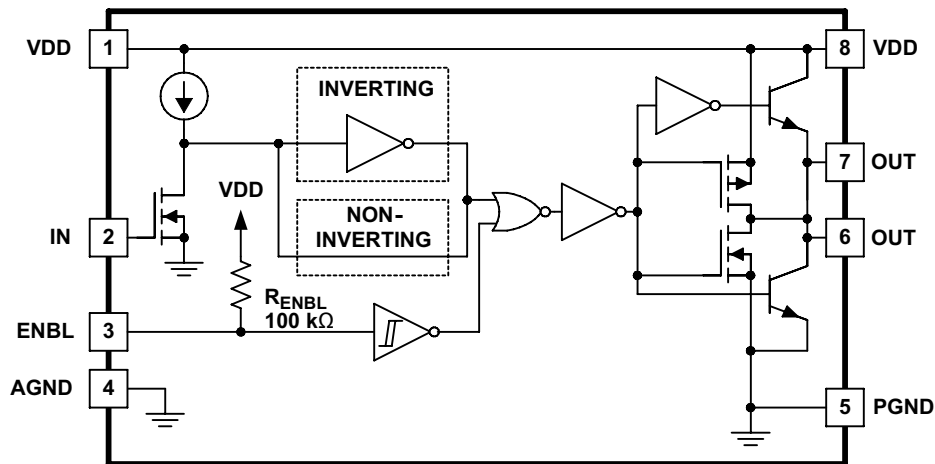 VDD 1
8 VDD
INVERTING
VDD
7 OUT
NON-
INVERTING
IN 2
6 OUT
RENBL
100 kΩ
ENBL 3
AGND 4
5 PGND